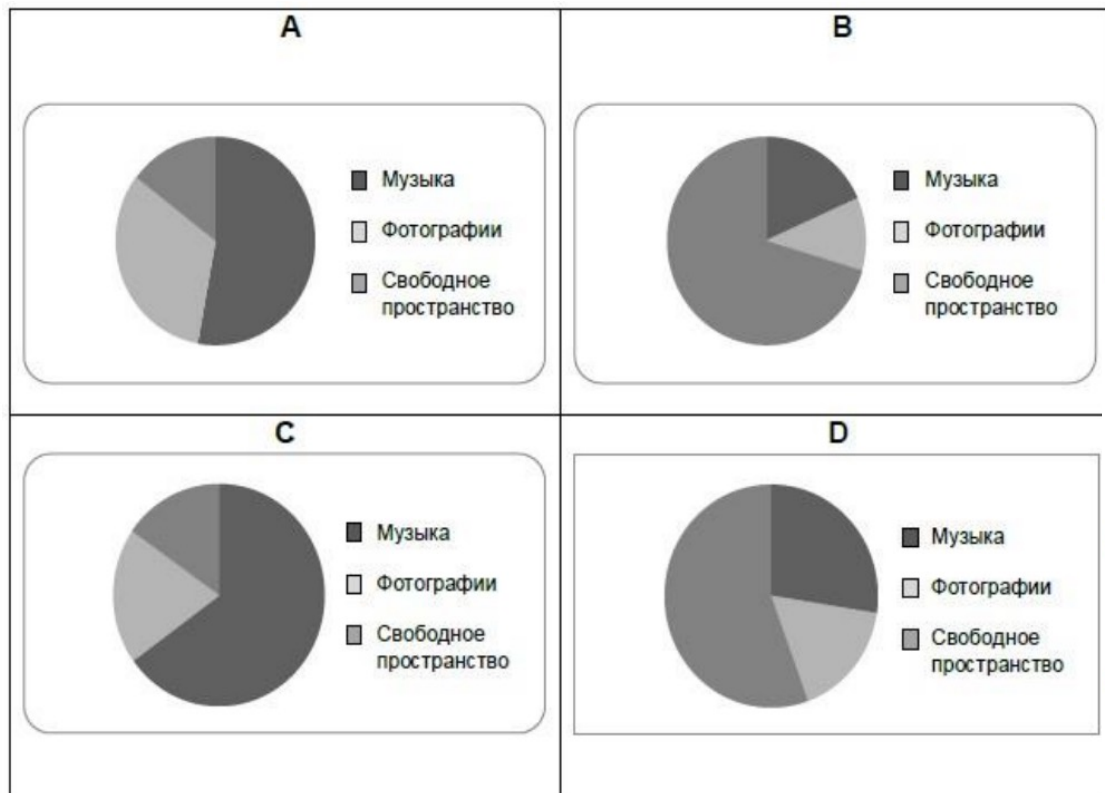 A
Музыка
Фотографии
Свободное
пространство
B
Музыка
Фотографии
Свободное
пространство
C
Музыка
Фотографии
Свободное
пространство
D
Музыка
Фотографии
Свободное
пространство